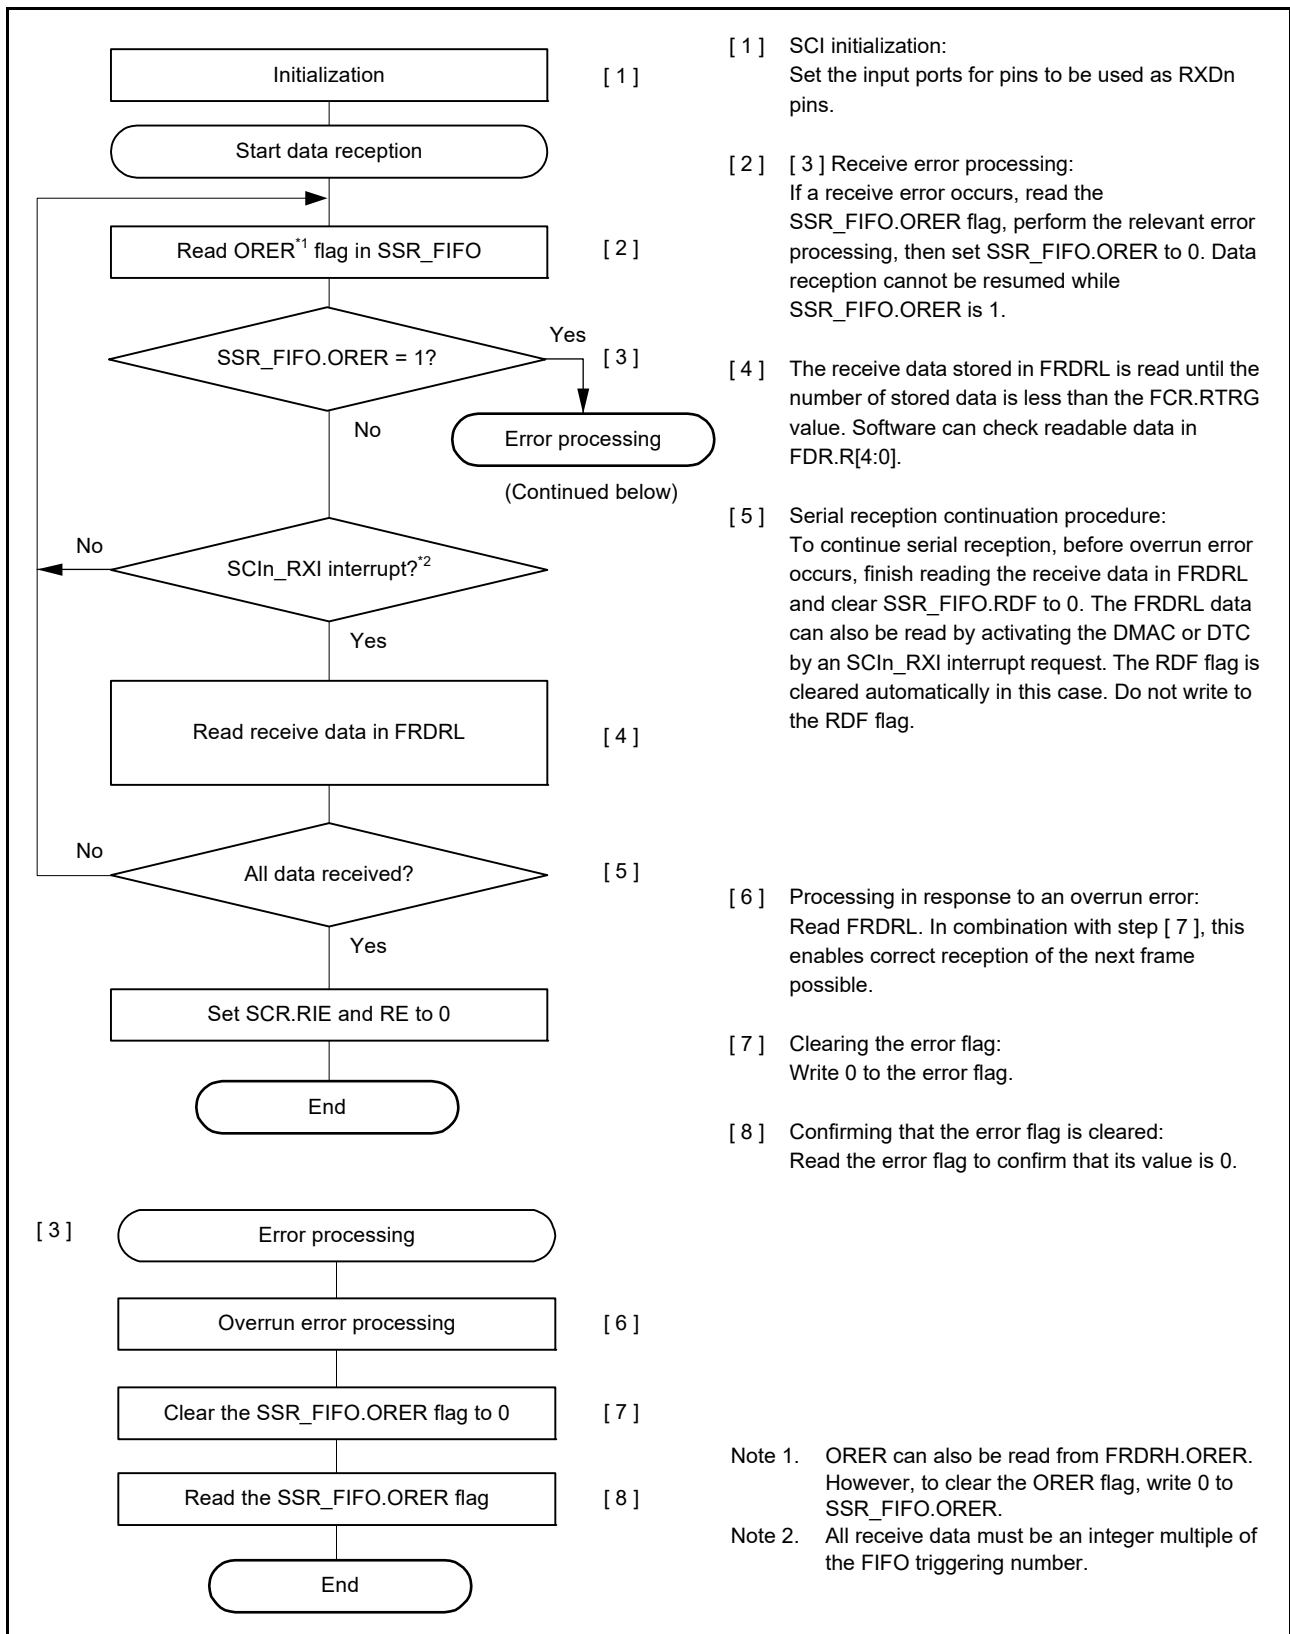 Initialization
[ 1 ]
Start data reception
Read ORER*1 flag in SSR_FIFO
[ 2 ]
SSR_FIFO.ORER = 1?
Yes
[ 3 ]
No
Error processing
(Continued below)
No
SCIn_RXI interrupt?*2
Yes
Read receive data in FRDRL
[ 4 ]
No
All data received?
[ 5 ]
Yes
Set SCR.RIE and RE to 0
End
[ 1 ] SCI initialization:
Set the input ports for pins to be used as RXDn
pins.
[ 2 ] [ 3 ] Receive error processing:
If a receive error occurs, read the
SSR_FIFO.ORER flag, perform the relevant error
processing, then set SSR_FIFO.ORER to 0. Data
reception cannot be resumed while
SSR_FIFO.ORER is 1.
[ 4 ] The receive data stored in FRDRL is read until the
number of stored data is less than the FCR.RTRG
value. Software can check readable data in
FDR.R[4:0].
[ 5 ] Serial reception continuation procedure:
To continue serial reception, before overrun error
occurs, finish reading the receive data in FRDRL
and clear SSR_FIFO.RDF to 0. The FRDRL data
can also be read by activating the DMAC or DTC
by an SCIn_RXI interrupt request. The RDF flag is
cleared automatically in this case. Do not write to
the RDF flag.
[ 6 ] Processing in response to an overrun error:
Read FRDRL. In combination with step [ 7 ], this
enables correct reception of the next frame
possible.
[ 7 ] Clearing the error flag:
Write 0 to the error flag.
[ 8 ] Confirming that the error flag is cleared:
Read the error flag to confirm that its value is 0.
[ 3 ]
Error processing
Overrun error processing
[ 6 ]
Clear the SSR_FIFO.ORER flag to 0
[ 7 ]
Read the SSR_FIFO.ORER flag
[ 8 ]
End
Note 1. ORER can also be read from FRDRH.ORER.
However, to clear the ORER flag, write 0 to
SSR_FIFO.ORER.
Note 2. All receive data must be an integer multiple of
the FIFO triggering number.